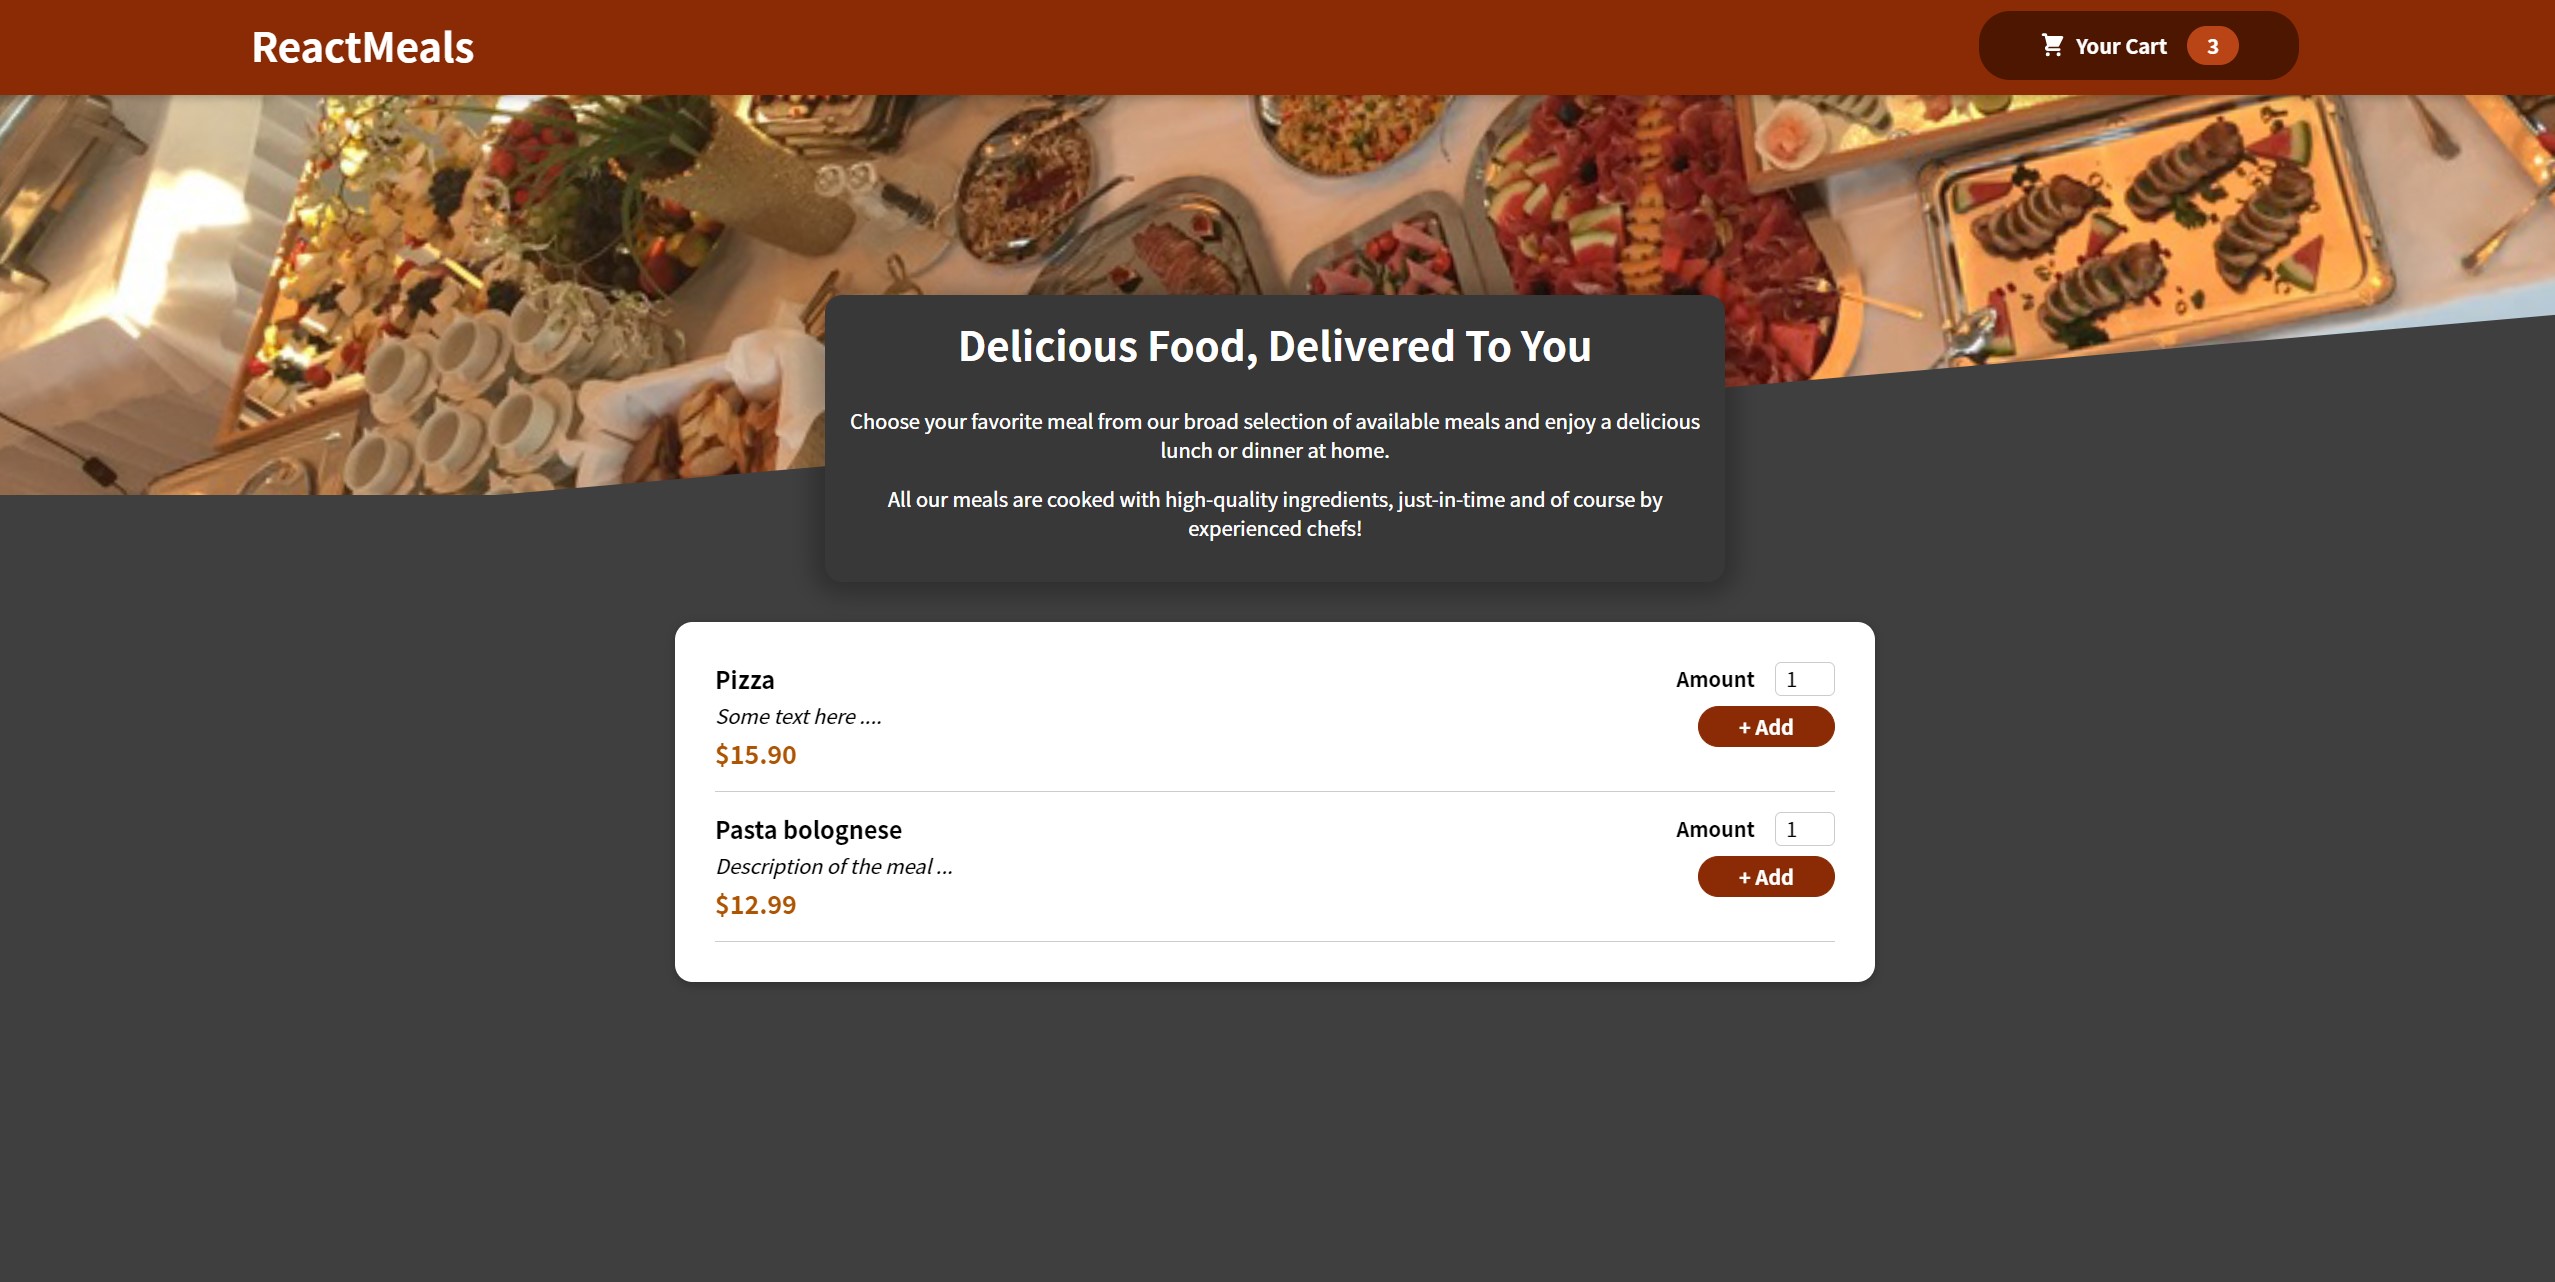 ReactMeals
Your Cart 3
Delicious Food, Delivered To You
Choose your favorite meal from our broad selection of available meals and enjoy a delicious
lunch or dinner at home.
All our meals are cooked with high-quality ingredients, just-in-time and of course by
experienced chefs!
Pizza
Some text here ....
$15.90
Amount 1
+ Add
Pasta bolognese
Description of the meal ...
$12.99
Amount 1
+ Add